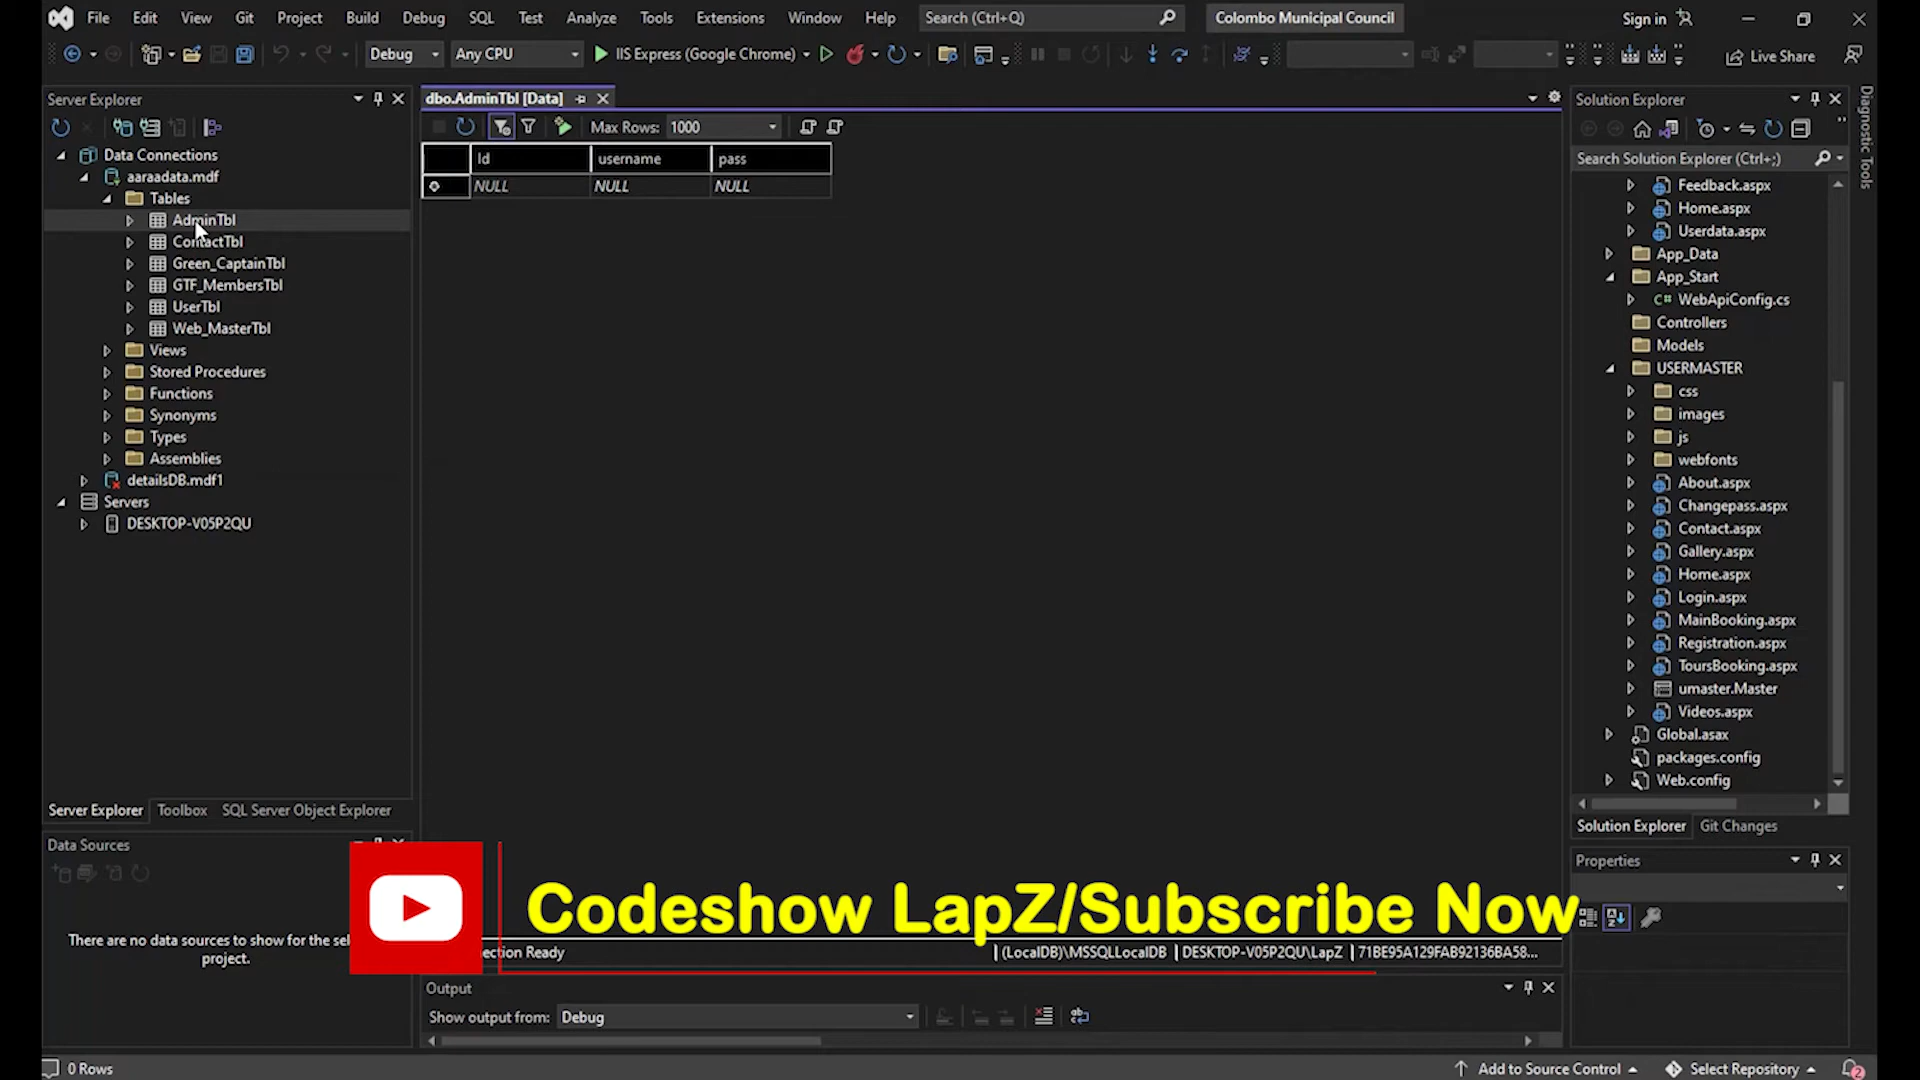 File Edit View Git Project Build Debug SQL Test Analyze Tools Extensions Window Help Search (Ctrl+Q) Colombo Municipal Council Sign in
Debug Any CPU IIS Express (Google Chrome) Live Share
Server Explorer
Data Connections
aaraadata.mdf
Tables
AdminTbl
ContactTbl
Green_CaptainTbl
GTF_MembersTbl
UserTbl
Web_MasterTbl
Views
Stored Procedures
Functions
Synonyms
Types
Assemblies
detailsDB.mdf1
Servers
DESKTOP-V05P2QU
Server Explorer Toolbox SQL Server Object Explorer
Data Sources
There are no data sources to show for the sel
project.
dbo.AdminTbl [Data]
Max Rows: 1000
Id username pass
NULL NULL NULL
Codeshow LapZ/Subscribe Now
ection Ready (LocalDB)\MSSQLLocalDB DESKTOP-V05P2QU\LapZ 71BE95A129FAB92136BA58...
Output
Show output from: Debug
Solution Explorer
Search Solution Explorer (Ctrl+;)
Feedback.aspx
Home.aspx
Userdata.aspx
App_Data
App_Start
C# WebApiConfig.cs
Controllers
Models
USERMASTER
css
images
js
webfonts
About.aspx
Changepass.aspx
Contact.aspx
Gallery.aspx
Home.aspx
Login.aspx
MainBooking.aspx
Registration.aspx
ToursBooking.aspx
umaster.Master
Videos.aspx
Global.asax
packages.config
Web.config
Solution Explorer Git Changes
Properties
Diagnostic Tools
0 Rows Add to Source Control Select Repository 2